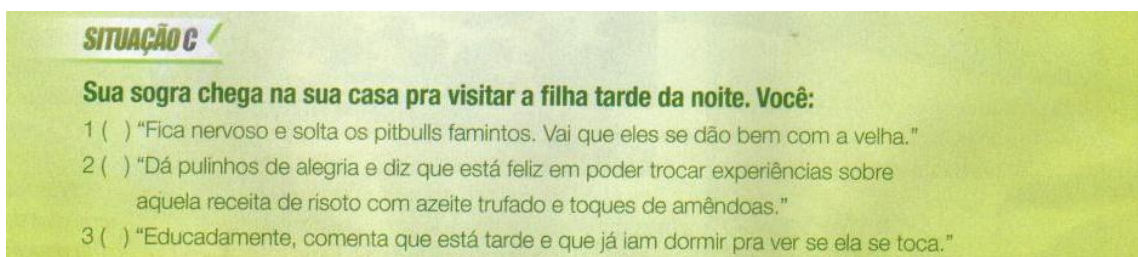 SITUAÇÃO C
Sua sogra chega na sua casa pra visitar a filha tarde da noite. Você:
1 ( ) “Fica nervoso e solta os pitbulls famintos. Vai que eles se dão bem com a velha.”
2 ( ) “Dá pulinhos de alegria e diz que está feliz em poder trocar experiências sobre
aquela receita de risoto com azeite trufado e toques de amêndoas.”
3 ( ) “Educadamente, comenta que está tarde e que já iam dormir pra ver se ela se toca.”